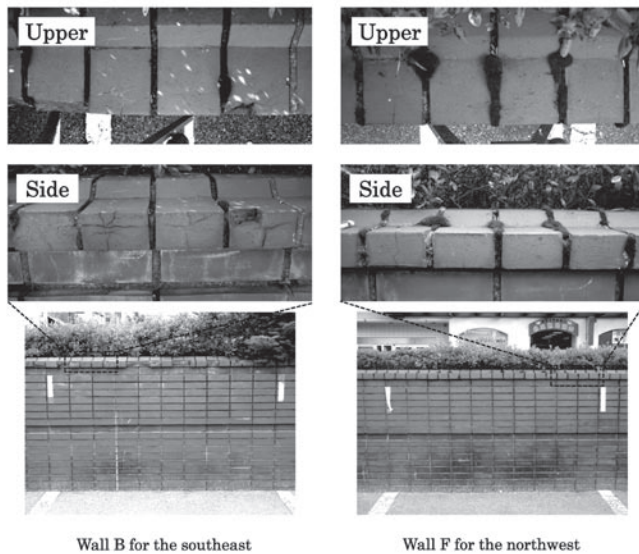 Upper
Upper
Side
Side
Wall B for the southeast
Wall F for the northwest